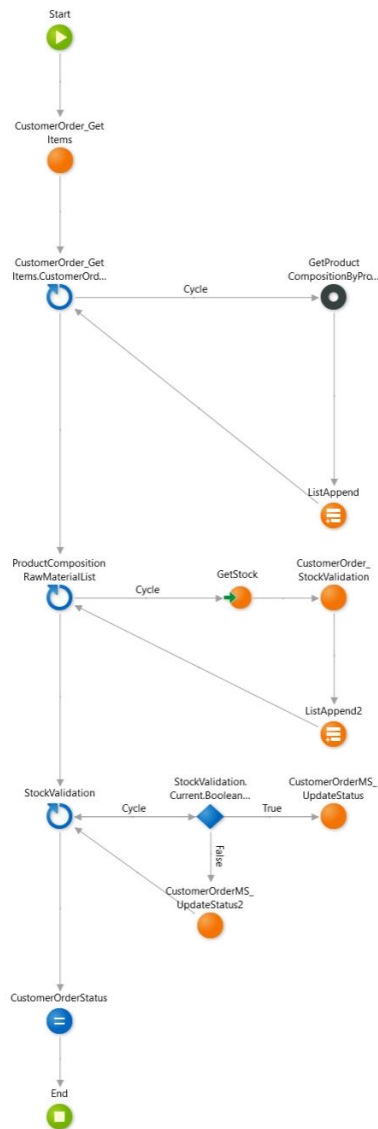 Start
CustomerOrder_Get
Items
CustomerOrder_Get
Items.CustomerOrd...
Cycle
GetProduct
CompositionByPro...
ListAppend
ProductComposition
RawMaterialList
Cycle
GetStock
CustomerOrder_
StockValidation
ListAppend2
StockValidation
Cycle
StockValidation.
Current.Boolean...
True
CustomerOrderMS_
UpdateStatus
False
CustomerOrderMS_
UpdateStatus2
CustomerOrderStatus
End